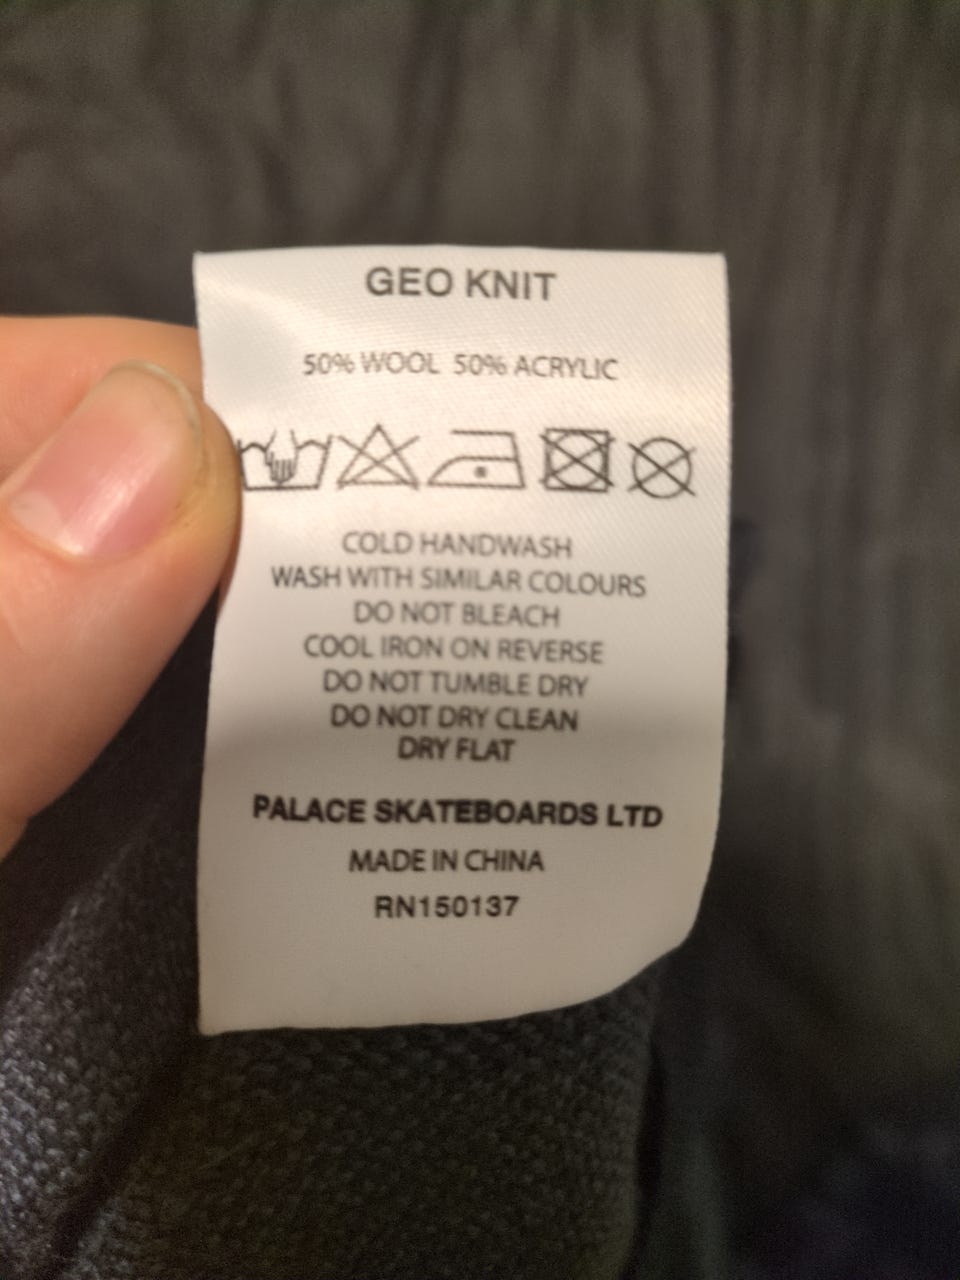 GEO KNIT
50% WOOL 50% ACRYLIC
COLD HANDWASH
WASH WITH SIMILAR COLOURS
DO NOT BLEACH
COOL IRON ON REVERSE
DO NOT TUMBLE DRY
DO NOT DRY CLEAN
DRY FLAT
PALACE SKATEBOARDS LTD
MADE IN CHINA
RN150137